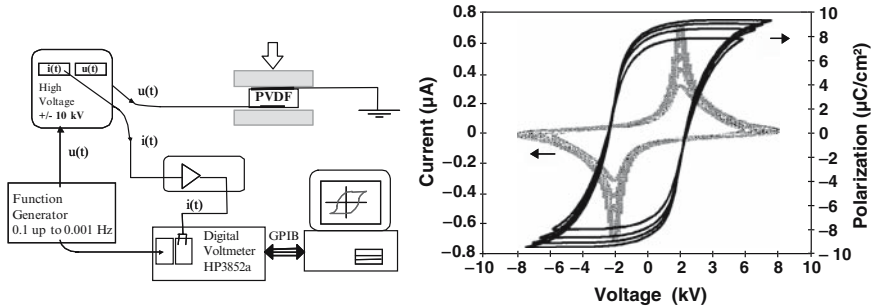 i(t) u(t)
High
Voltage
+/- 10 kV
u(t)
i(t)
PVDF
u(t)
i(t)
Function
Generator
0.1 up to 0.001 Hz
Digital
Voltmeter
HP3852a
GPIB
Current (µA)
0.8
0.6
0.4
0.2
0
−0.2
−0.4
−0.6
−0.8
−10 −8 −6 −4 −2 0 2 4 6 8 10
Voltage (kV)
10
8
6
4
2
0
−2
−4
−6
−8
−10
Polarization (µC/cm²)